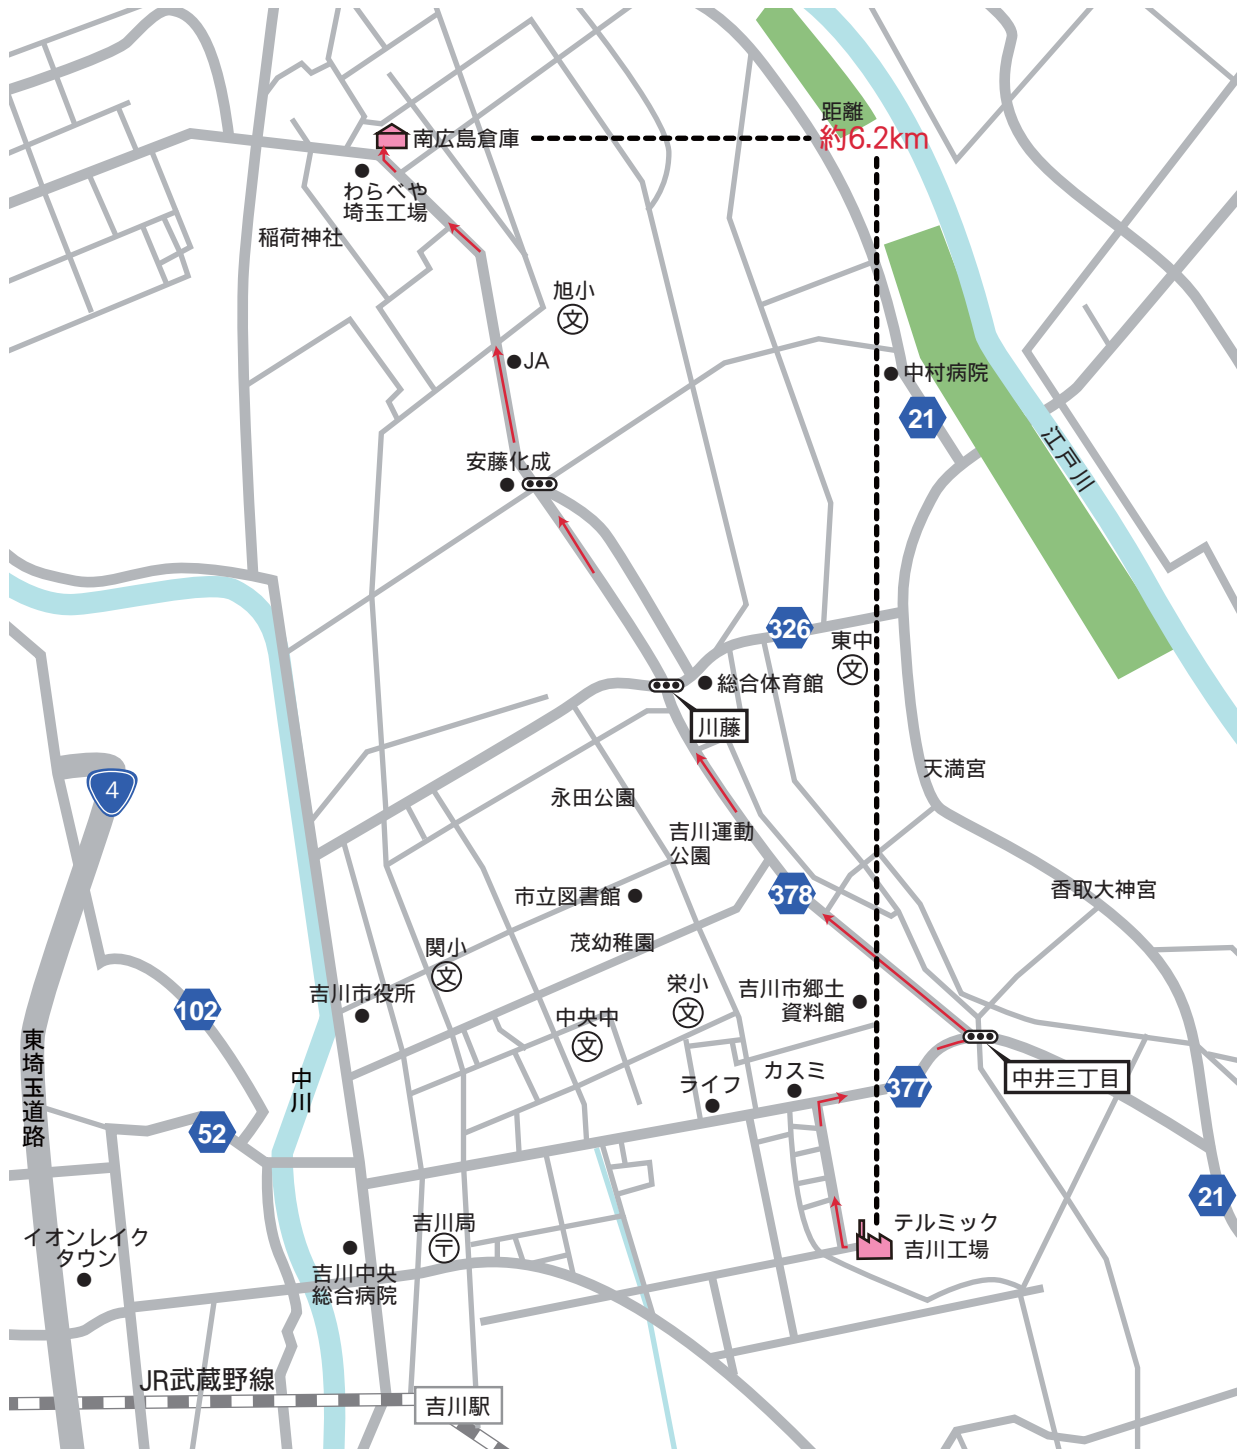 距離
約6.2km
南広島倉庫
わらべや
埼玉工場
稲荷神社
旭小
文
JA
中村病院
21
江戸川
安藤化成
326
東中
文
総合体育館
川藤
天満宮
4
永田公園
吉川運動
公園
378
香取大神宮
市立図書館
茂幼稚園
関小
文
栄小
文
吉川市郷土
資料館
吉川市役所
102
中央中
文
東埼玉道路
中川
カスミ
ライフ
377
中井三丁目
52
21
テルミック
吉川工場
吉川局
〒
イオンレイク
タウン
吉川中央
総合病院
JR武蔵野線
吉川駅